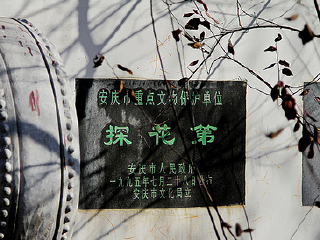 安庆市重点文物保护单位
探花第
安庆市人民政府
一九九五年七月二十八日公布
安庆市文化局立